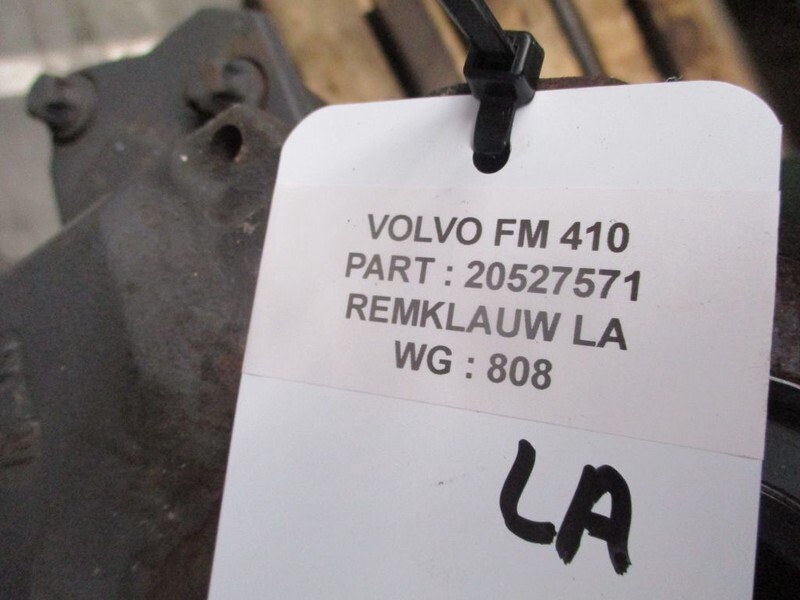 VOLVO FM 410
PART : 20527571
REMKLAUW LA
WG : 808
LA